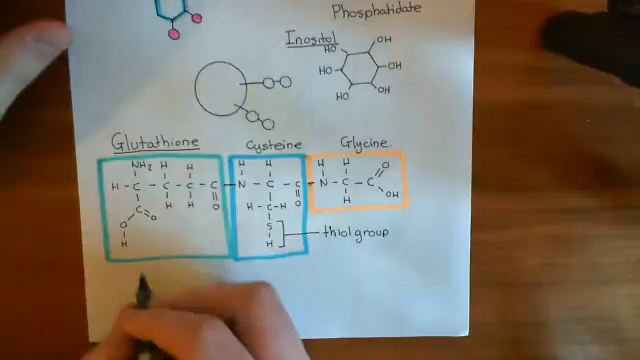 Phosphatidate
Inositol
HO OH
HO OH
HO OH
Glutathione Cysteine Glycine.
NH2 H H H H H H O
H - C - C - C - C - N - C - C - N - C - C
H H O H - C - H O H OH
C O
O S
H H
thiol group